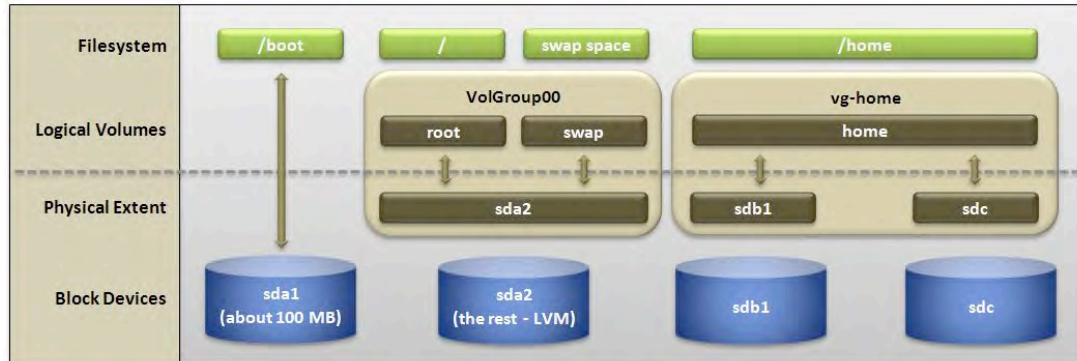 Filesystem
/boot
/
swap space
/home
VolGroup00
vg-home
Logical Volumes
root
swap
home
Physical Extent
sda2
sdb1
sdc
Block Devices
sda1
(about 100 MB)
sda2
(the rest - LVM)
sdb1
sdc